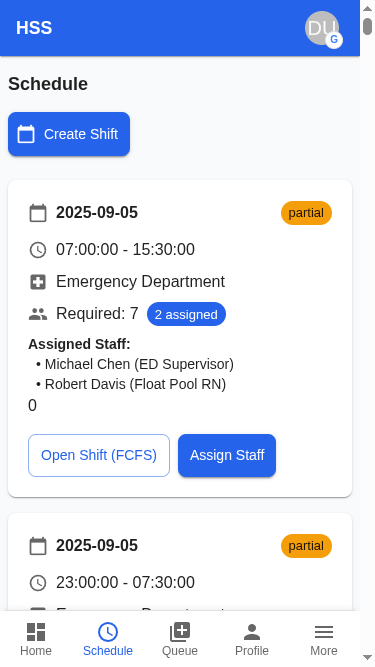 HSS
DU
G
Schedule
Create Shift
2025-09-05
partial
07:00:00 - 15:30:00
Emergency Department
Required: 7
2 assigned
Assigned Staff:
• Michael Chen (ED Supervisor)
• Robert Davis (Float Pool RN)
0
Open Shift (FCFS)
Assign Staff
2025-09-05
partial
23:00:00 - 07:30:00
Home
Schedule
Queue
Profile
More